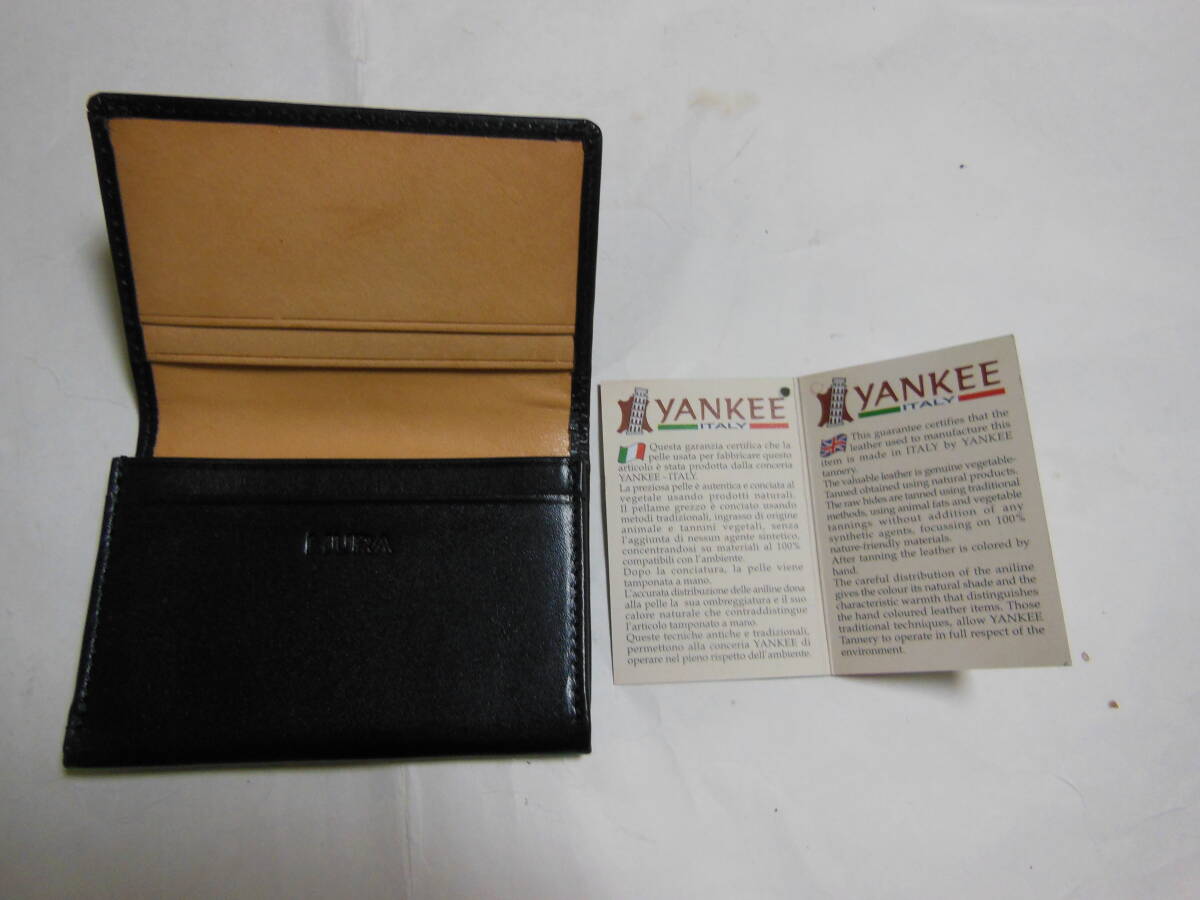 JURA
YANKEE
ITALY
Questa garanzia certifica che la
pelle usata per fabbricare questo
articolo è stata prodotta dalla conceria
YANKEE - ITALY.
La preziosa pelle è autentica e conciata al
vegetale usando prodotti naturali.
Il pellame grezzo è conciato usando
metodi tradizionali, ingrasso di origine
animale e tannini vegetali, senza
l'aggiunta di nessun agente sintetico,
concentrandosi su materiali al 100%
compatibili con l'ambiente.
Dopo la conciatura, la pelle viene
tamponata a mano.
L'accurata distribuzione delle aniline dona
alla pelle la sua ombreggiatura e il suo
calore naturale che contraddistingue
l'articolo tamponato a mano.
Queste tecniche antiche e tradizionali,
permettono alla conceria YANKEE di
operare nel pieno rispetto dell'ambiente.
YANKEE
ITALY
This guarantee certifies that the
leather used to manufacture this
item is made in ITALY by YANKEE
tannery.
The valuable leather is genuine vegetable-
Tanned obtained using natural products.
The raw hides are tanned using traditional
methods, using animal fats and vegetable
tannings without addition of any
synthetic agents, focussing on 100%
nature-friendly materials.
After tanning the leather is colored by
hand.
The careful distribution of the aniline
gives the colour its natural shade and the
characteristic warmth that distinguishes
the hand coloured leather items. Those
traditional techniques, allow YANKEE
Tannery to operate in full respect of the
environment.